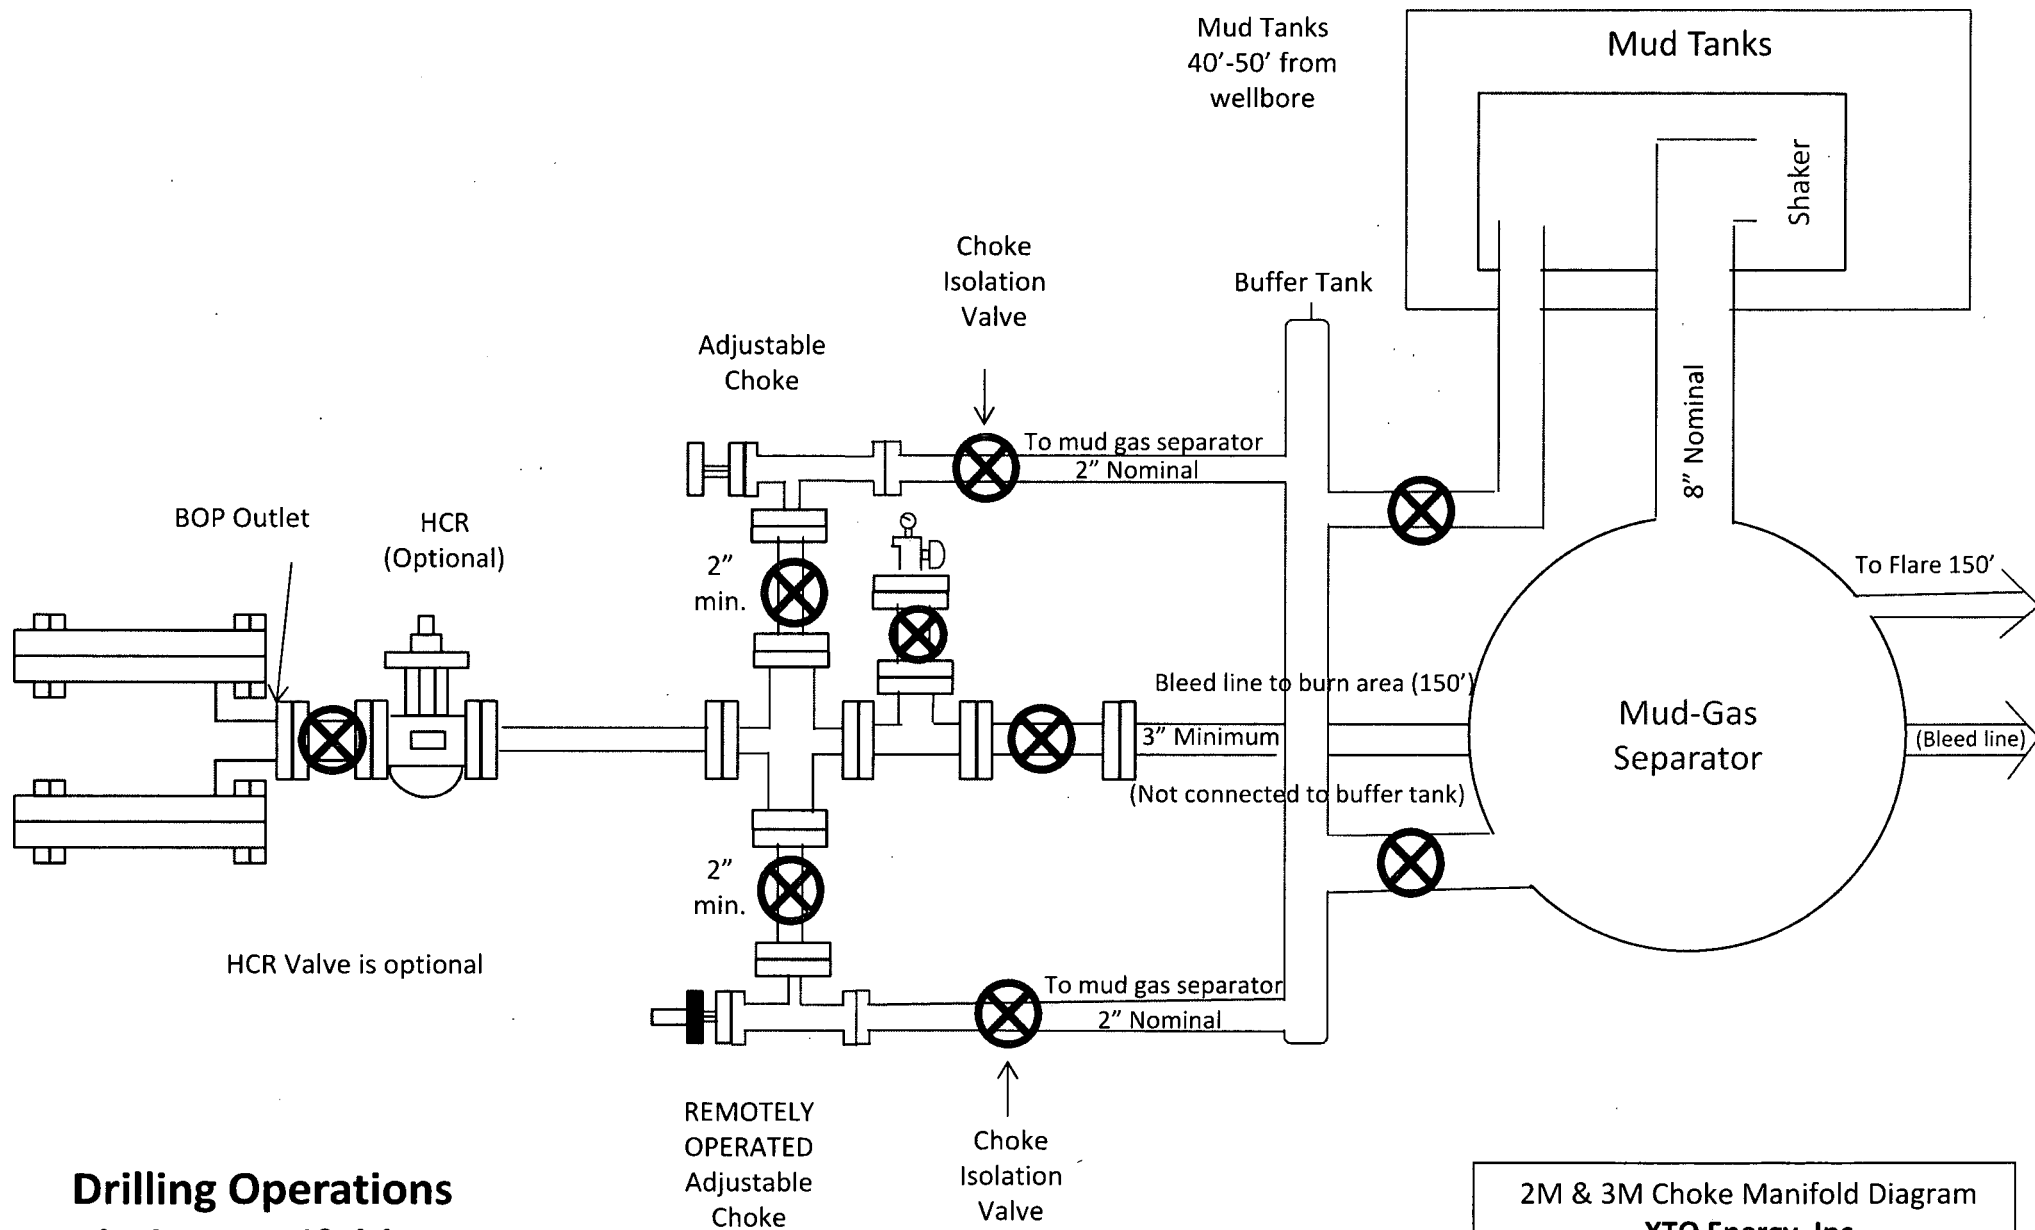 Mud Tanks
40’-50’ from
wellbore
Mud Tanks
Shaker
Choke
Isolation
Valve
Buffer Tank
Adjustable
Choke
To mud gas separator
2” Nominal
8” Nominal
BOP Outlet
HCR
(Optional)
2”
min.
To Flare 150’
Bleed line to burn area (150’)
3” Minimum
(Not connected to buffer tank)
Mud-Gas
Separator
(Bleed line)
2”
min.
HCR Valve is optional
To mud gas separator
2” Nominal
REMOTELY
OPERATED
Adjustable
Choke
Choke
Isolation
Valve
Drilling Operations
2M & 3M Choke Manifold Diagram
XTO Energy, Inc.